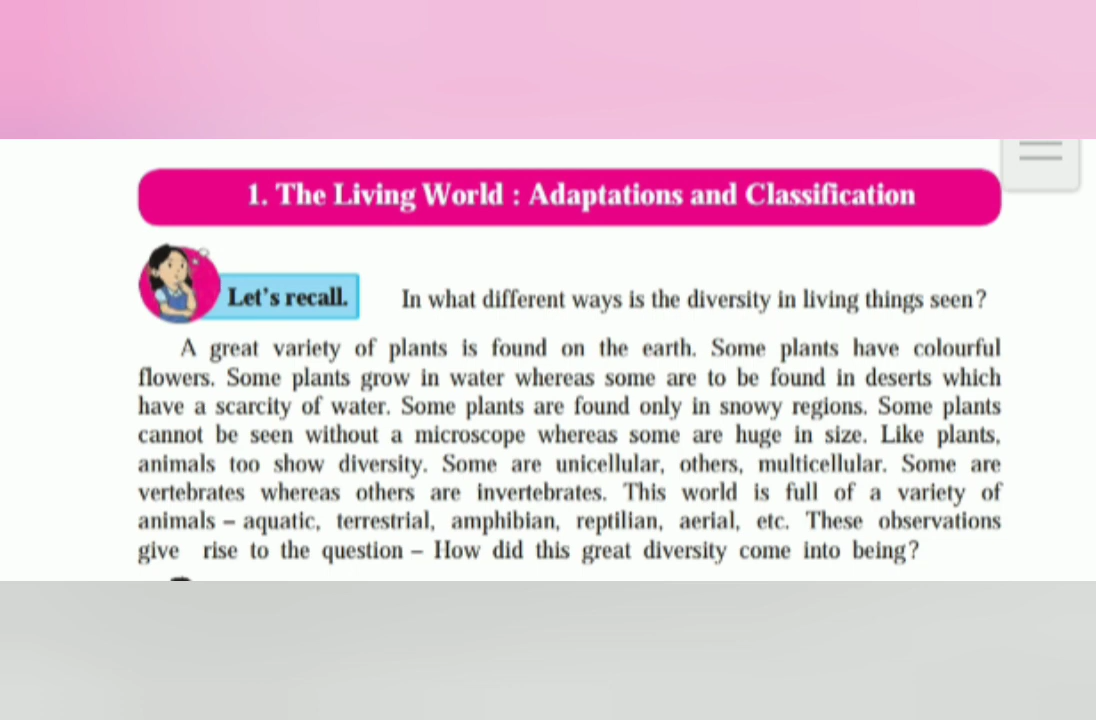 1. The Living World : Adaptations and Classification
Let's recall.
In what different ways is the diversity in living things seen?
A great variety of plants is found on the earth. Some plants have colourful
flowers. Some plants grow in water whereas some are to be found in deserts which
have a scarcity of water. Some plants are found only in snowy regions. Some plants
cannot be seen without a microscope whereas some are huge in size. Like plants,
animals too show diversity. Some are unicellular, others, multicellular. Some are
vertebrates whereas others are invertebrates. This world is full of a variety of
animals – aquatic, terrestrial, amphibian, reptilian, aerial, etc. These observations
give rise to the question – How did this great diversity come into being?